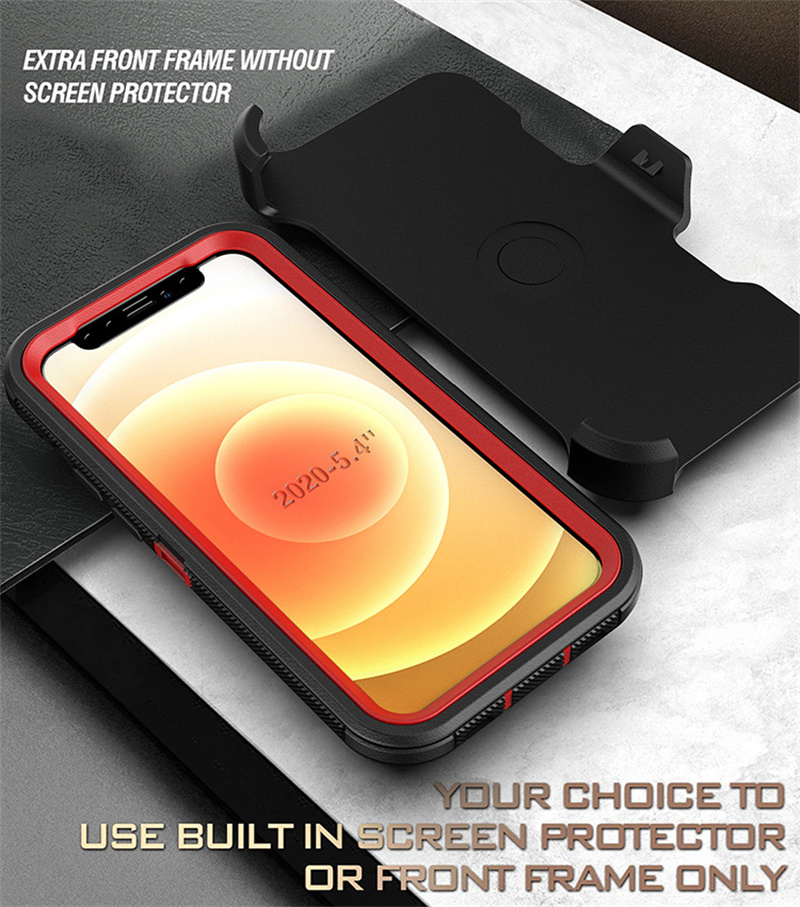 EXTRA FRONT FRAME WITHOUT
SCREEN PROTECTOR
2020-5.4"
YOUR CHOICE TO
USE BUILT IN SCREEN PROTECTOR
OR FRONT FRAME ONLY